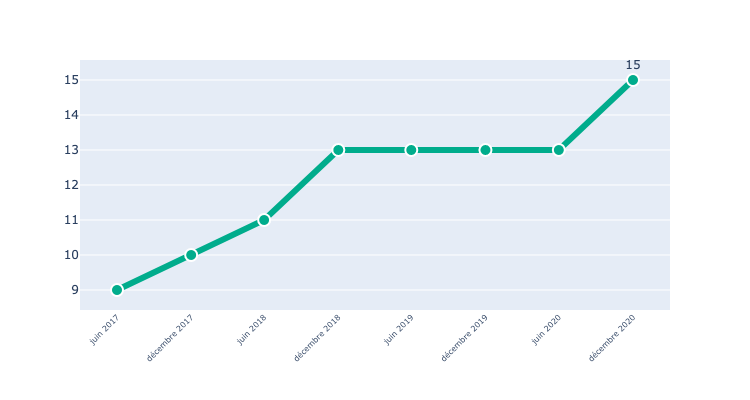 15
15
14
13
12
11
10
9
juin 2017
décembre 2017
juin 2018
décembre 2018
juin 2019
décembre 2019
juin 2020
décembre 2020